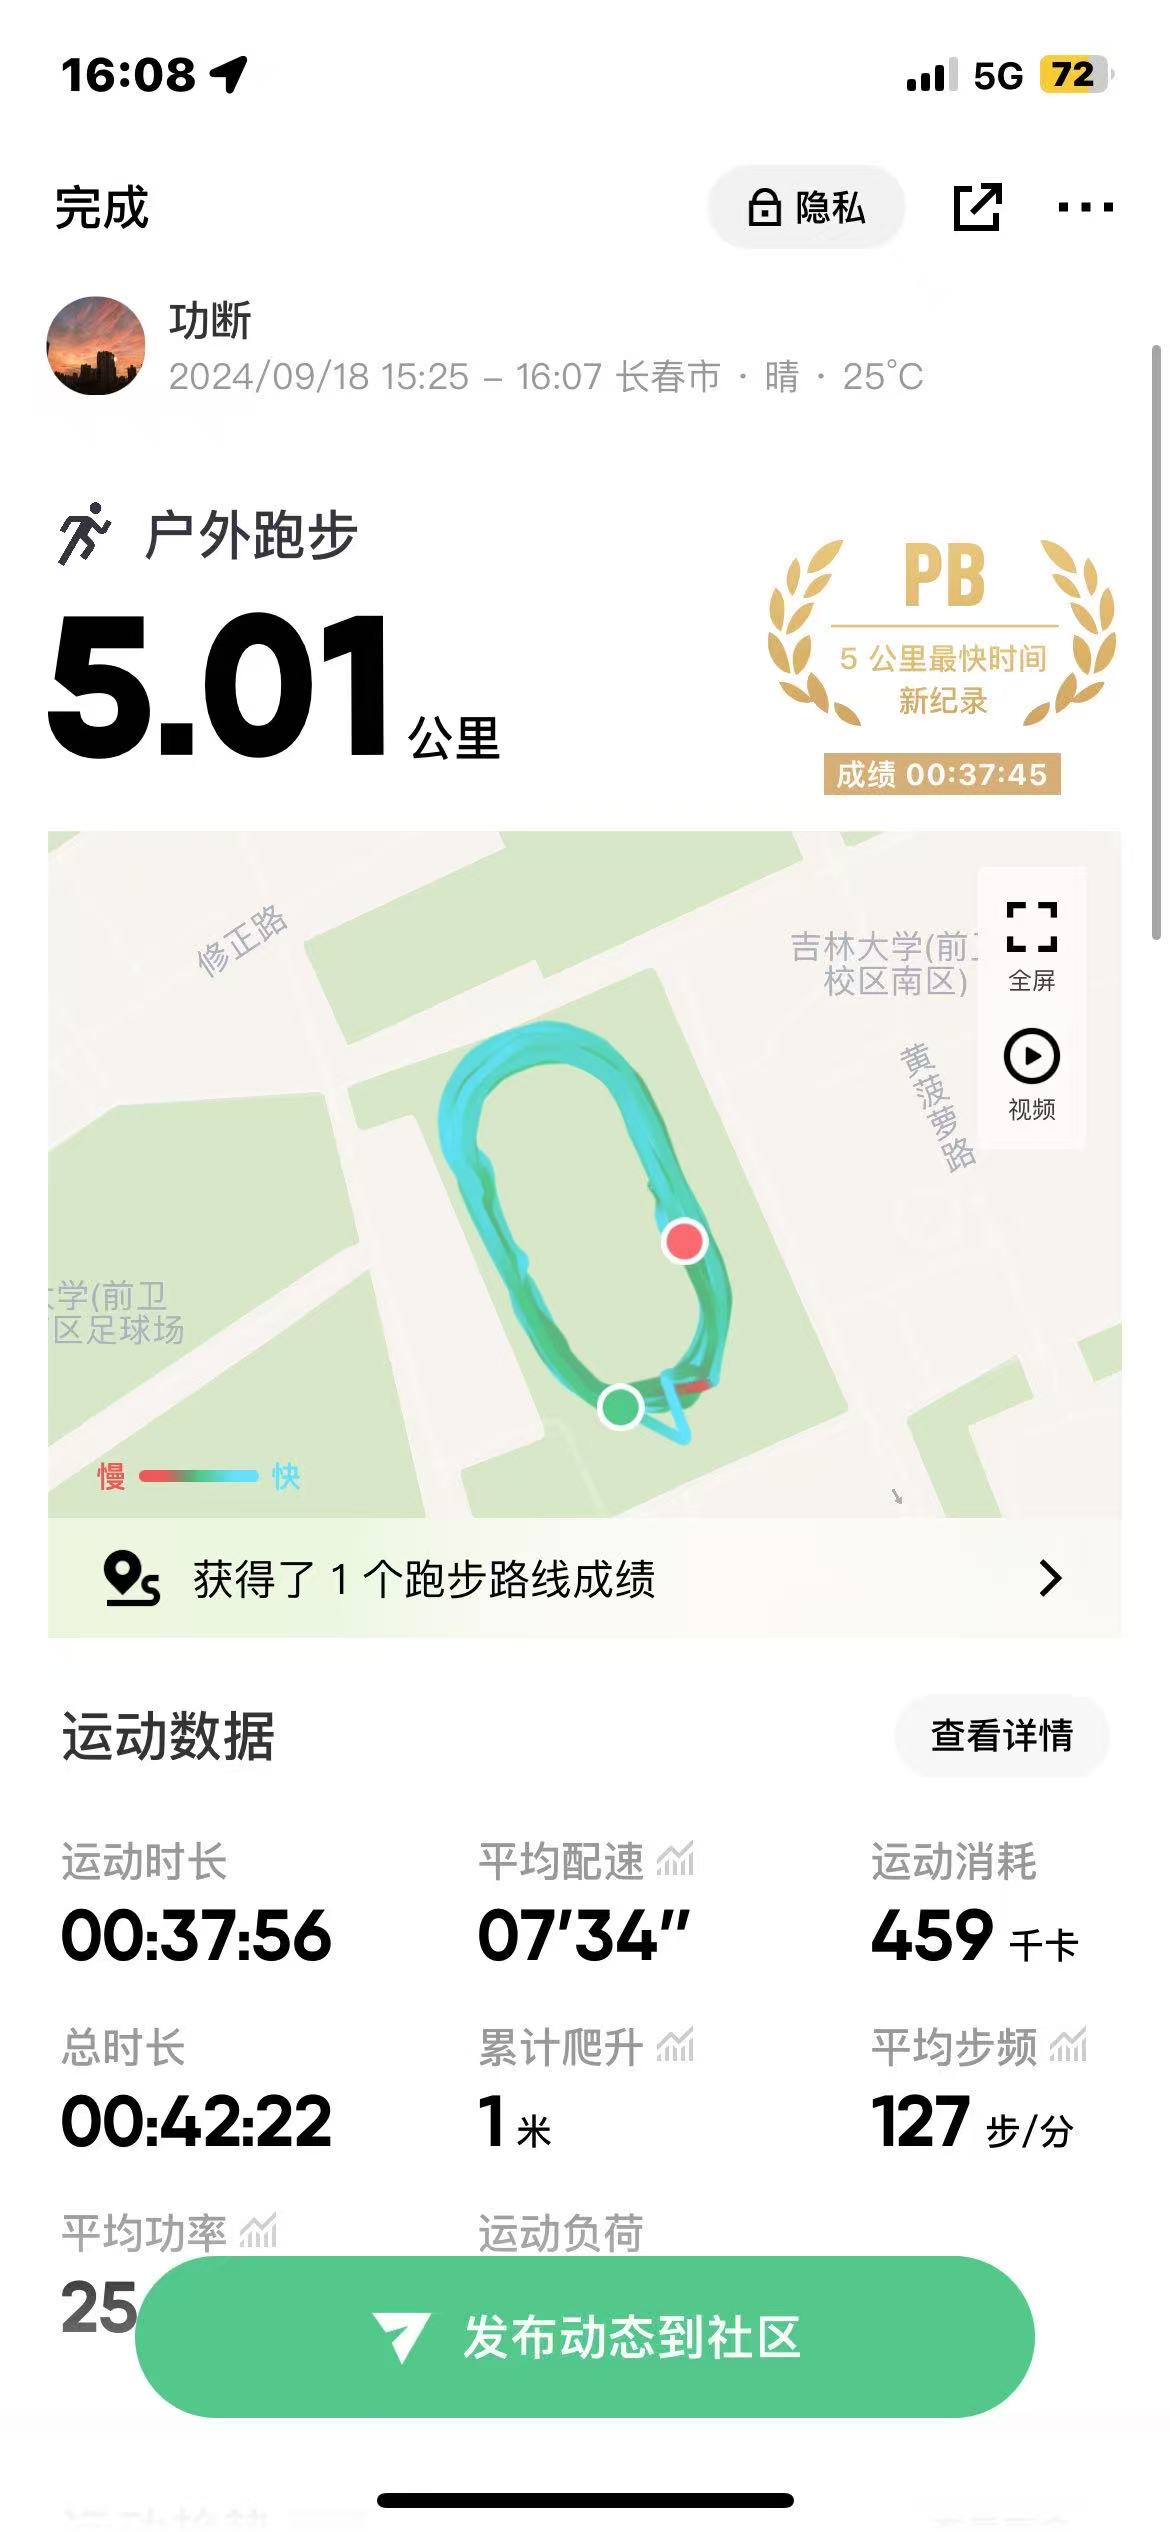 16:08
5G 72
完成
隐私
功断
2024/09/18 15:25 – 16:07 长春市 · 晴 · 25℃
户外跑步
5.01 公里
PB
5 公里最快时间
新纪录
成绩 00:37:45
修正路
吉林大学(前
校区南区)
全屏
视频
黄菠萝路
学(前卫
区足球场
慢
快
获得了 1 个跑步路线成绩
运动数据
查看详情
运动时长
平均配速
运动消耗
00:37:56
07'34"
459 千卡
总时长
累计爬升
平均步频
00:42:22
1 米
127 步/分
平均功率
运动负荷
25
发布动态到社区